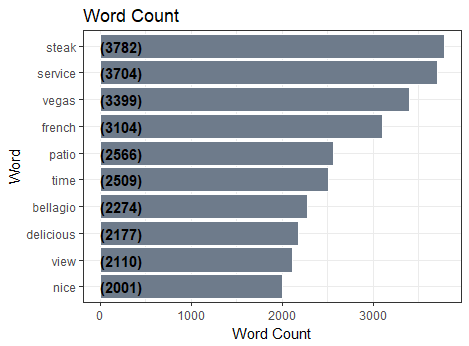 Word Count
steak (3782)
service (3704)
vegas (3399)
french (3104)
patio (2566)
time (2509)
bellagio (2274)
delicious (2177)
view (2110)
nice (2001)
Word
0 1000 2000 3000
Word Count